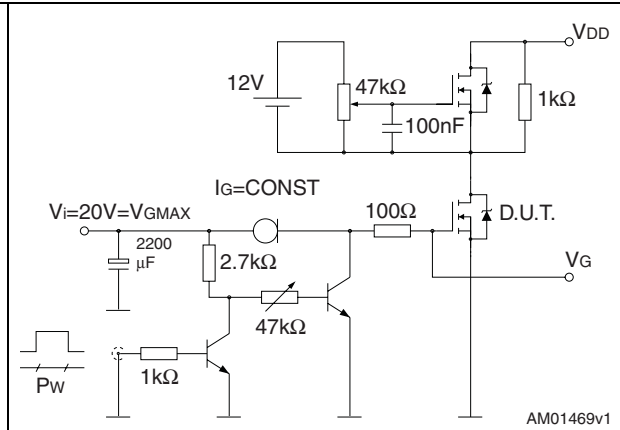 VDD
12V
47kΩ
1kΩ
100nF
IG=CONST
Vi=20V=VGMAX
100Ω
D.U.T.
2200
μF
2.7kΩ
VG
47kΩ
1kΩ
PW
AM01469v1